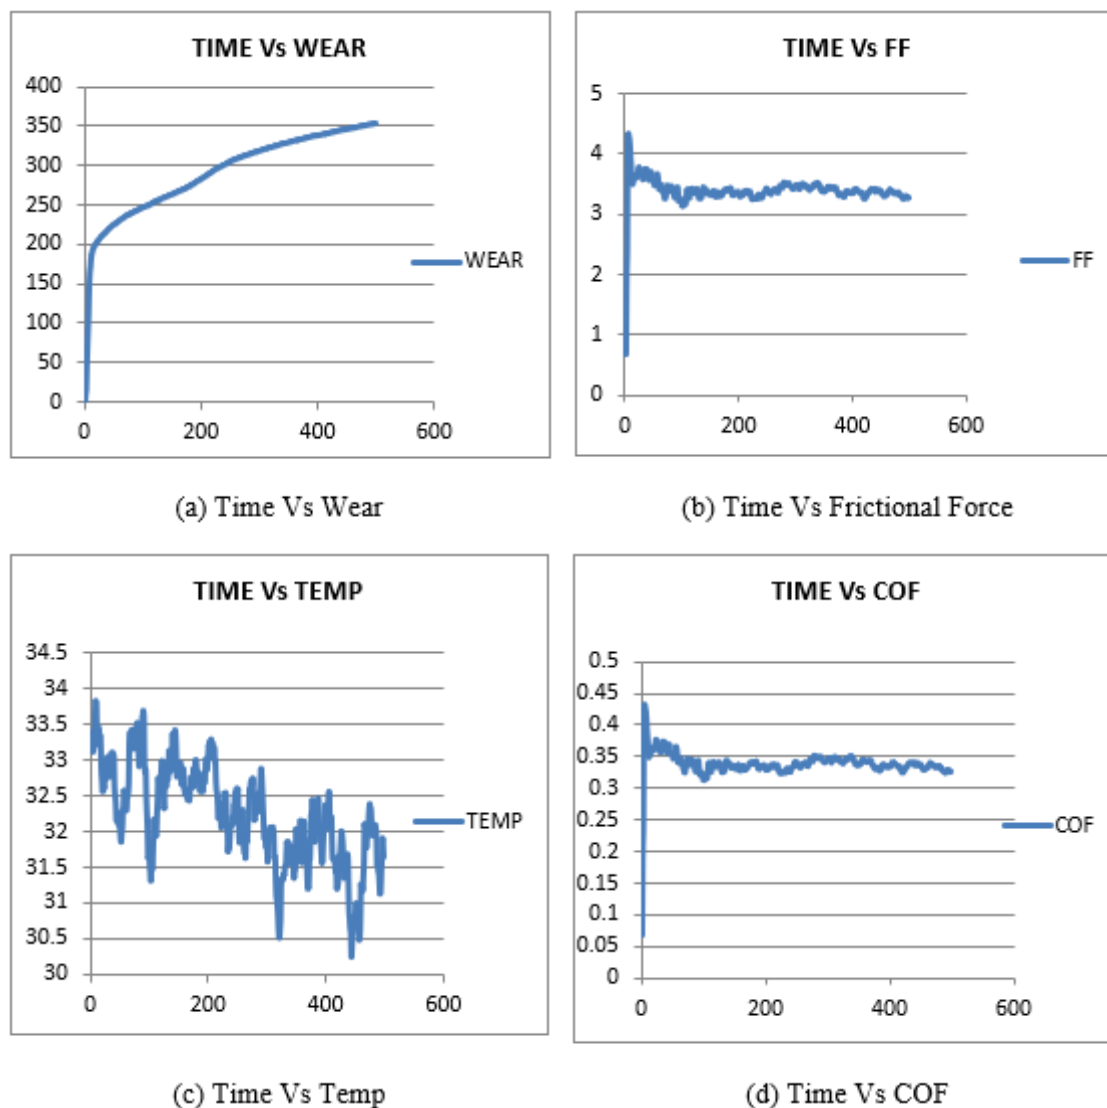 TIME Vs WEAR
400
350
300
250
200
150
100
50
0
0 200 400 600
WEAR
(a) Time Vs Wear
TIME Vs FF
5
4
3
2
1
0
0 200 400 600
FF
(b) Time Vs Frictional Force
TIME Vs TEMP
34.5
34
33.5
33
32.5
32
31.5
31
30.5
30
0 200 400 600
TEMP
(c) Time Vs Temp
TIME Vs COF
0.5
0.45
0.4
0.35
0.3
0.25
0.2
0.15
0.1
0.05
0
0 200 400 600
COF
(d) Time Vs COF